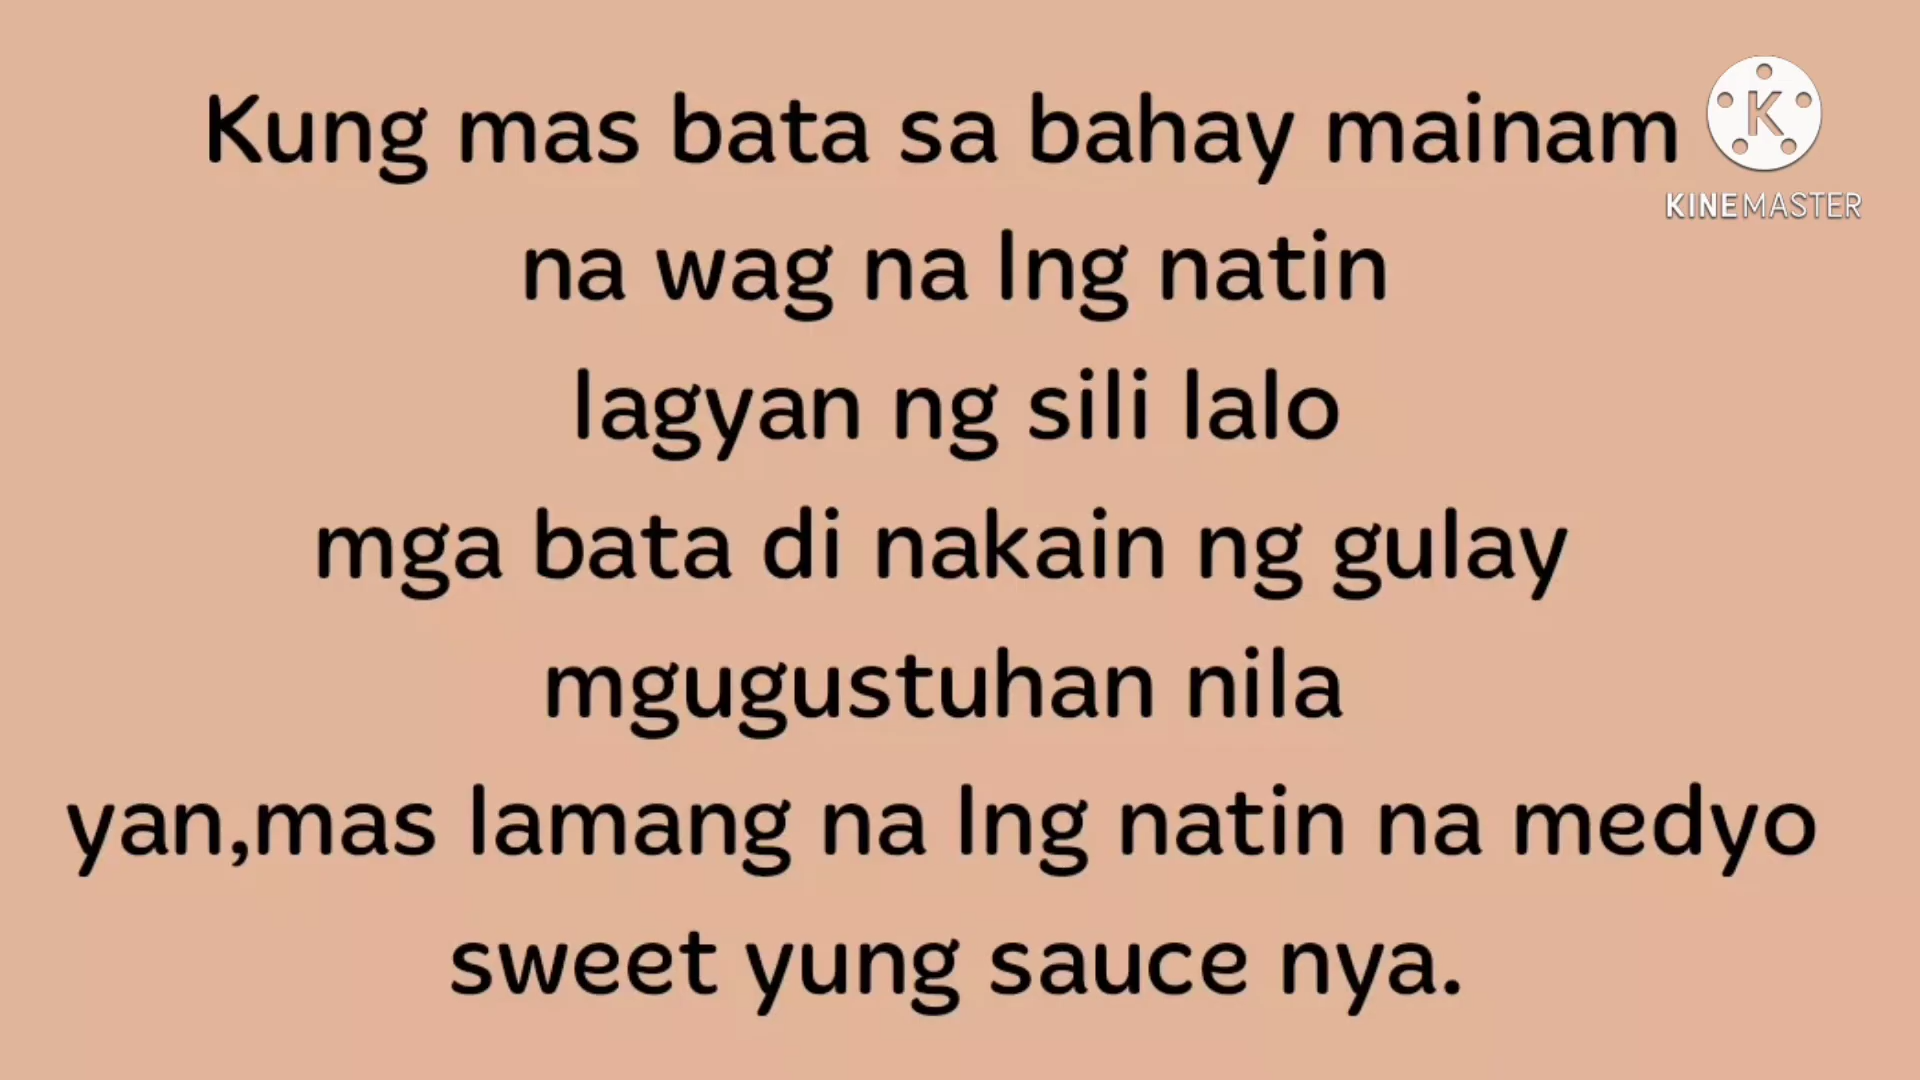 Kung mas bata sa bahay mainam
na wag na lng natin
lagyan ng sili lalo
mga bata di nakain ng gulay
mgugustuhan nila
yan,mas lamang na lng natin na medyo
sweet yung sauce nya.
K
KINEMASTER